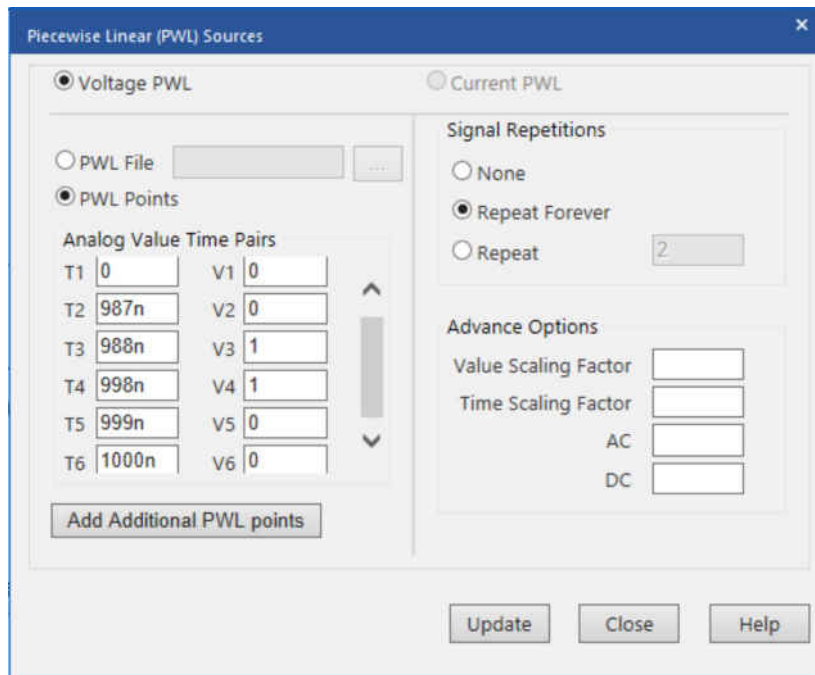 Piecewise Linear (PWL) Sources
×
Voltage PWL
Current PWL
PWL File
...
PWL Points
Analog Value Time Pairs
T1 0 V1 0
T2 987n V2 0
T3 988n V3 1
T4 998n V4 1
T5 999n V5 0
T6 1000n V6 0
Add Additional PWL points
Signal Repetitions
None
Repeat Forever
Repeat 2
Advance Options
Value Scaling Factor
Time Scaling Factor
AC
DC
Update
Close
Help